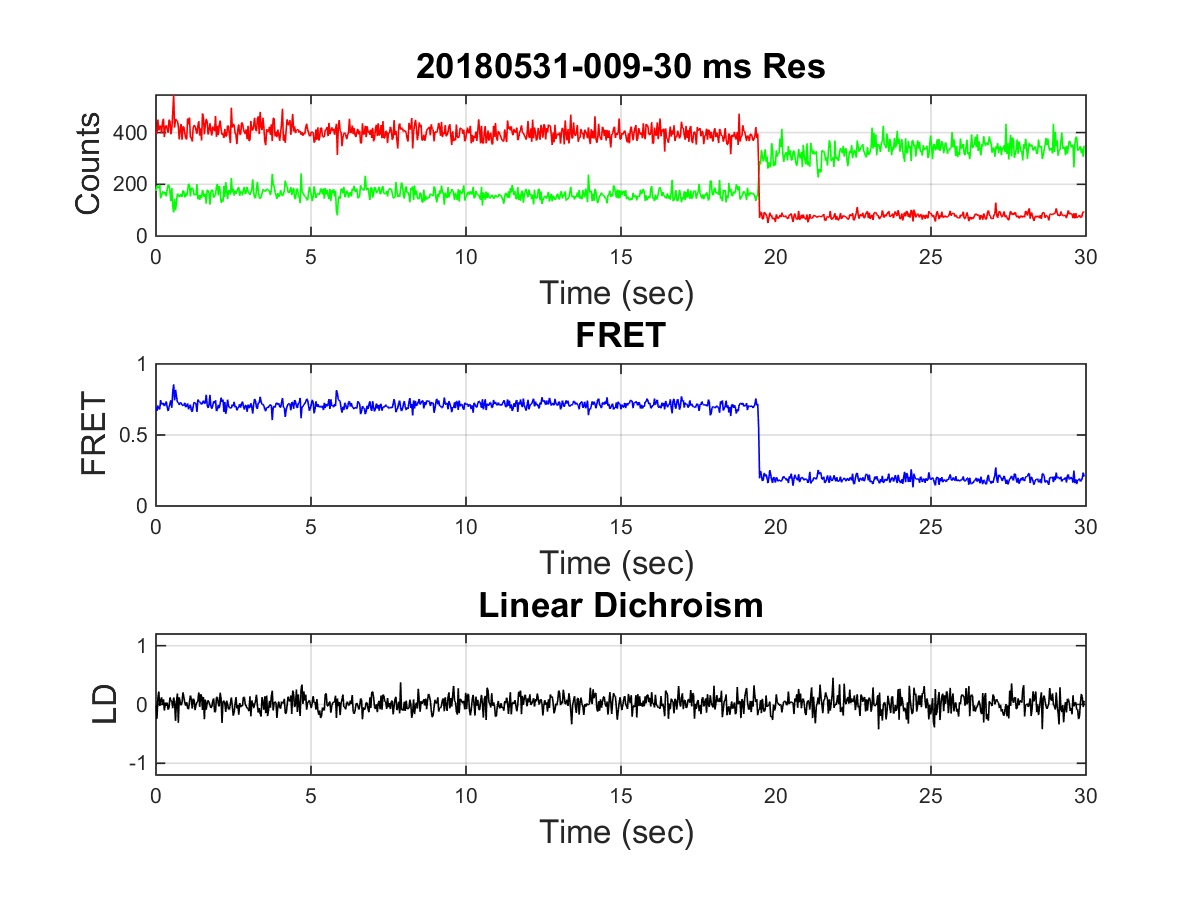 20180531-009-30 ms Res
Counts
400
200
0
0 5 10 15 20 25 30
Time (sec)
FRET
FRET
1
0.5
0
0 5 10 15 20 25 30
Time (sec)
Linear Dichroism
LD
1
0
-1
0 5 10 15 20 25 30
Time (sec)